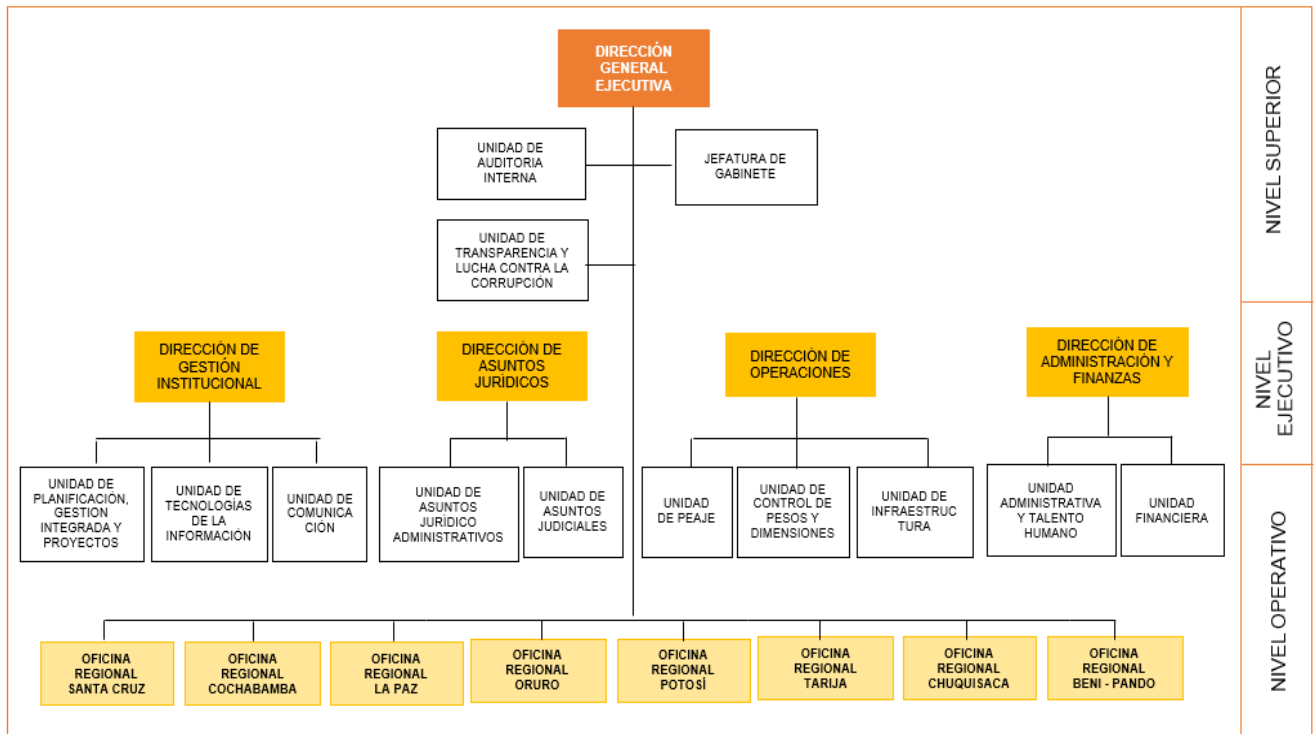 DIRECCIÓN
GENERAL
EJECUTIVA
UNIDAD DE
AUDITORIA
INTERNA
JEFATURA DE
GABINETE
UNIDAD DE
TRANSPARENCIA Y
LUCHA CONTRA LA
CORRUPCIÓN
NIVEL SUPERIOR
DIRECCIÓN DE
GESTIÓN
INSTITUCIONAL
DIRECCIÓN DE
ASUNTOS
JURÍDICOS
DIRECCIÓN DE
OPERACIONES
DIRECCIÓN DE
ADMINISTRACIÓN Y
FINANZAS
NIVEL
EJECUTIVO
UNIDAD DE
PLANIFICACIÓN,
GESTION
INTEGRADA Y
PROYECTOS
UNIDAD DE
TECNOLOGÍAS
DE LA
INFORMACIÓN
UNIDAD DE
COMUNICA
CIÓN
UNIDAD DE
ASUNTOS
JURÍDICO
ADMINISTRATIVOS
UNIDAD DE
ASUNTOS
JUDICIALES
UNIDAD
DE PEAJE
UNIDAD DE
CONTROL DE
PESOS Y
DIMENSIONES
UNIDAD DE
INFRAESTRUC
TURA
UNIDAD
ADMINISTRATIVA
Y TALENTO
HUMANO
UNIDAD
FINANCIERA
NIVEL OPERATIVO
OFICINA
REGIONAL
SANTA CRUZ
OFICINA
REGIONAL
COCHABAMBA
OFICINA
REGIONAL
LA PAZ
OFICINA
REGIONAL
ORURO
OFICINA
REGIONAL
POTOSÍ
OFICINA
REGIONAL
TARIJA
OFICINA
REGIONAL
CHUQUISACA
OFICINA
REGIONAL
BENI - PANDO